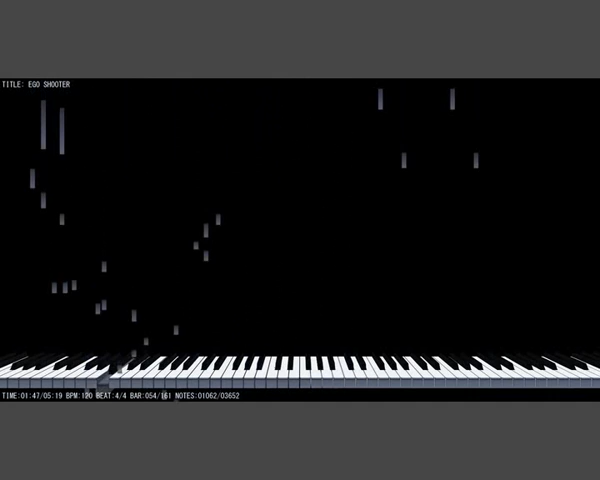 TITLE: EGO SHOOTER
TIME:01:47/05:19 BPM:120 BEAT:4/4 BAR:054/161 NOTES:01062/03652